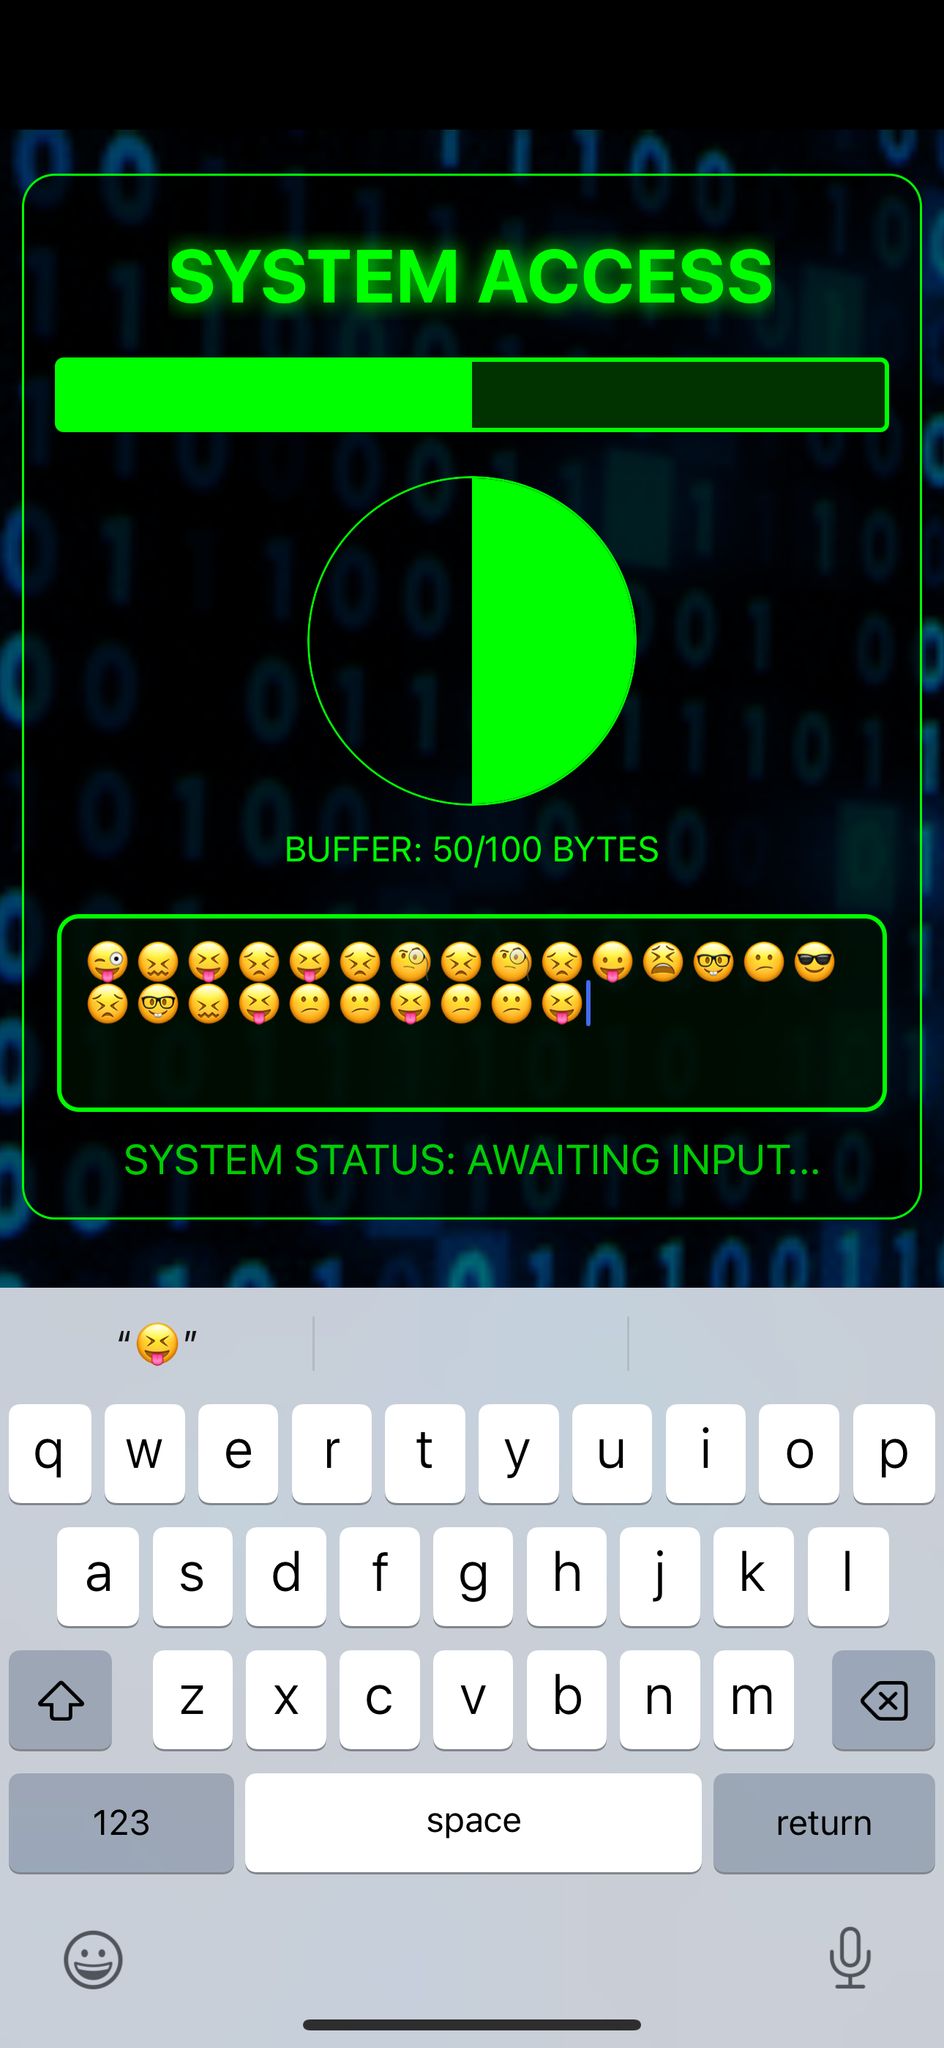 SYSTEM ACCESS
BUFFER: 50/100 BYTES
😜😖😝😣😝😣🧐😣🧐😣😛😫🤓😕😎
😣🤓😖😝😕😕😝😕😕😝
SYSTEM STATUS: AWAITING INPUT...
“😝”
q w e r t y u i o p
a s d f g h j k l
z x c v b n m
123 space return